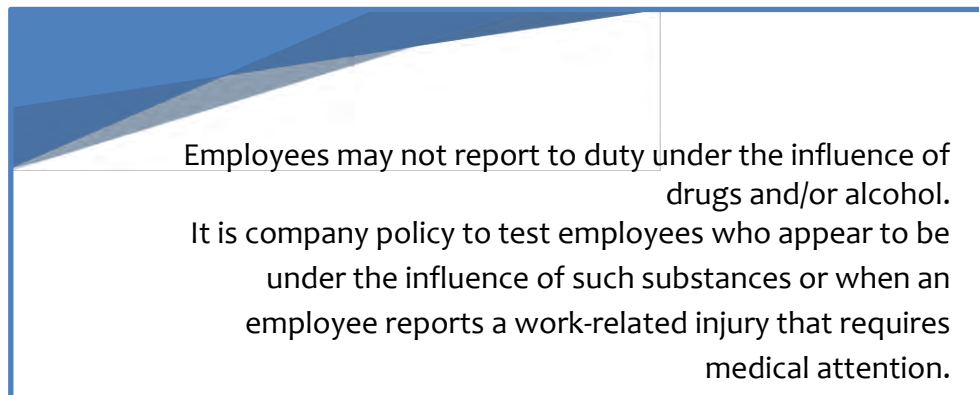 Employees may not report to duty under the influence of
drugs and/or alcohol.
It is company policy to test employees who appear to be
under the influence of such substances or when an
employee reports a work-related injury that requires
medical attention.